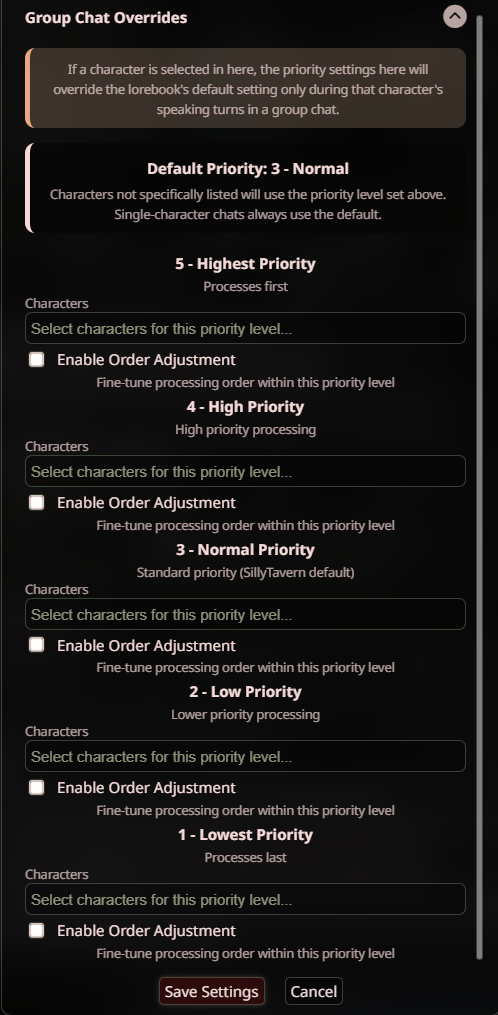 Group Chat Overrides
If a character is selected in here, the priority settings here will
override the lorebook's default setting only during that character's
speaking turns in a group chat.
Default Priority: 3 - Normal
Characters not specifically listed will use the priority level set above.
Single-character chats always use the default.
5 - Highest Priority
Processes first
Characters
Select characters for this priority level...
Enable Order Adjustment
Fine-tune processing order within this priority level
4 - High Priority
High priority processing
Characters
Select characters for this priority level...
Enable Order Adjustment
Fine-tune processing order within this priority level
3 - Normal Priority
Standard priority (SillyTavern default)
Characters
Select characters for this priority level...
Enable Order Adjustment
Fine-tune processing order within this priority level
2 - Low Priority
Lower priority processing
Characters
Select characters for this priority level...
Enable Order Adjustment
Fine-tune processing order within this priority level
1 - Lowest Priority
Processes last
Characters
Select characters for this priority level...
Enable Order Adjustment
Fine-tune processing order within this priority level
Save Settings Cancel